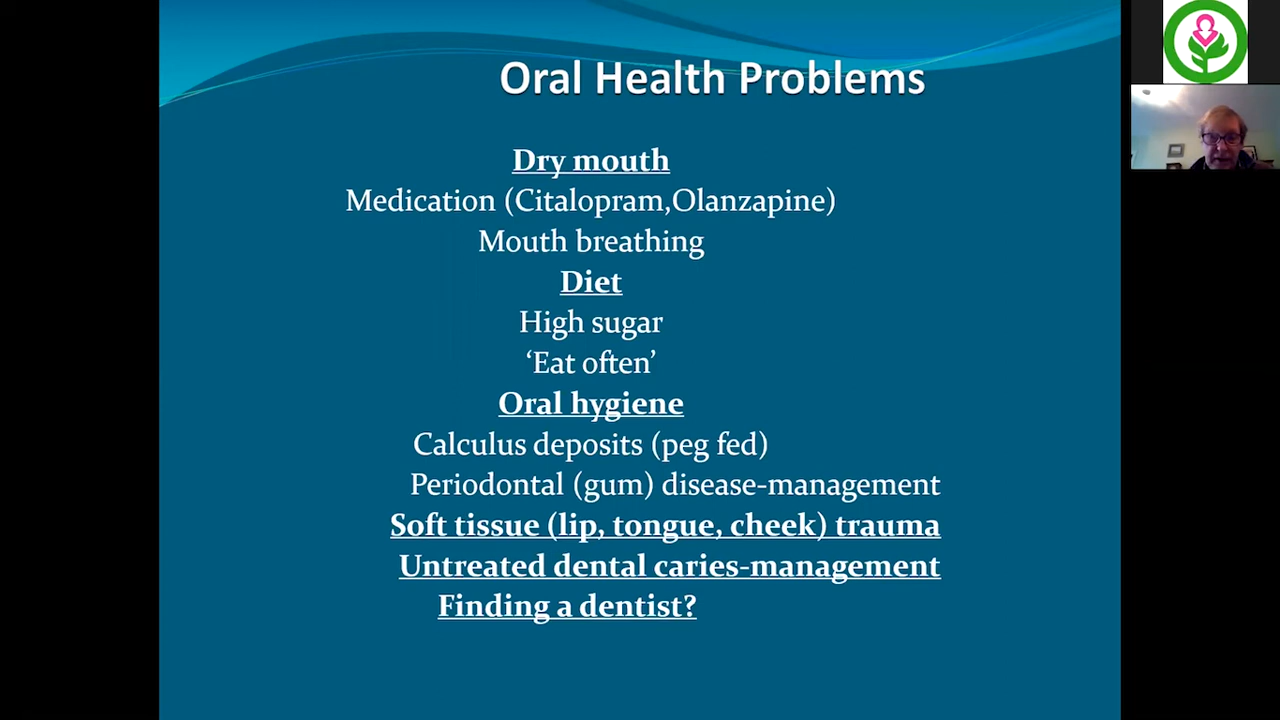 Oral Health Problems
Dry mouth
Medication (Citalopram,Olanzapine)
Mouth breathing
Diet
High sugar
‘Eat often’
Oral hygiene
Calculus deposits (peg fed)
Periodontal (gum) disease-management
Soft tissue (lip, tongue, cheek) trauma
Untreated dental caries-management
Finding a dentist?